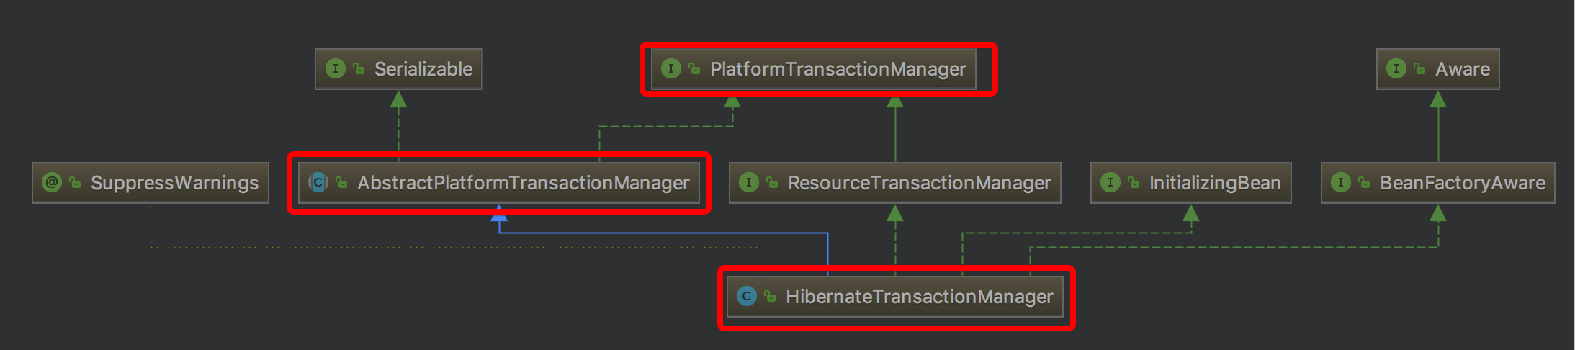 I Serializable
I PlatformTransactionManager
I Aware
@ SuppressWarnings
C AbstractPlatformTransactionManager
I ResourceTransactionManager
I InitializingBean
I BeanFactoryAware
C HibernateTransactionManager